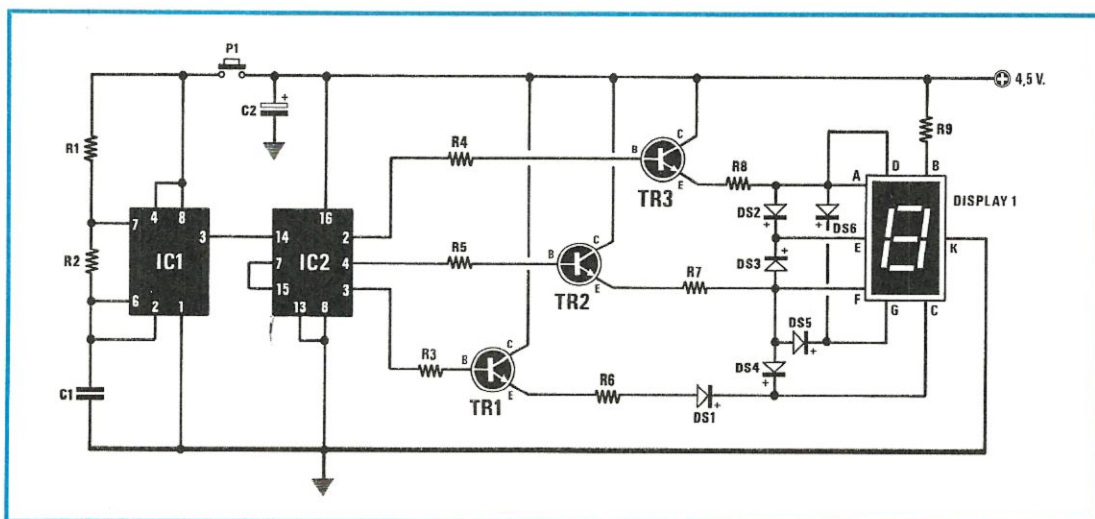 P1
4,5 V.
C2 +
R1
R4
B C E
TR3
R8
R9
D B
A
DISPLAY 1
DS2 + DS6 +
4 8
7 3
IC1
R2
6 2 1
16
14 2
IC2
7 4
15 3
13 8
R5
B C E
TR2
R7
E K
DS3 +
F
G C
DS5 +
DS4 +
R3
B C E
TR1
R6
DS1 +
C1